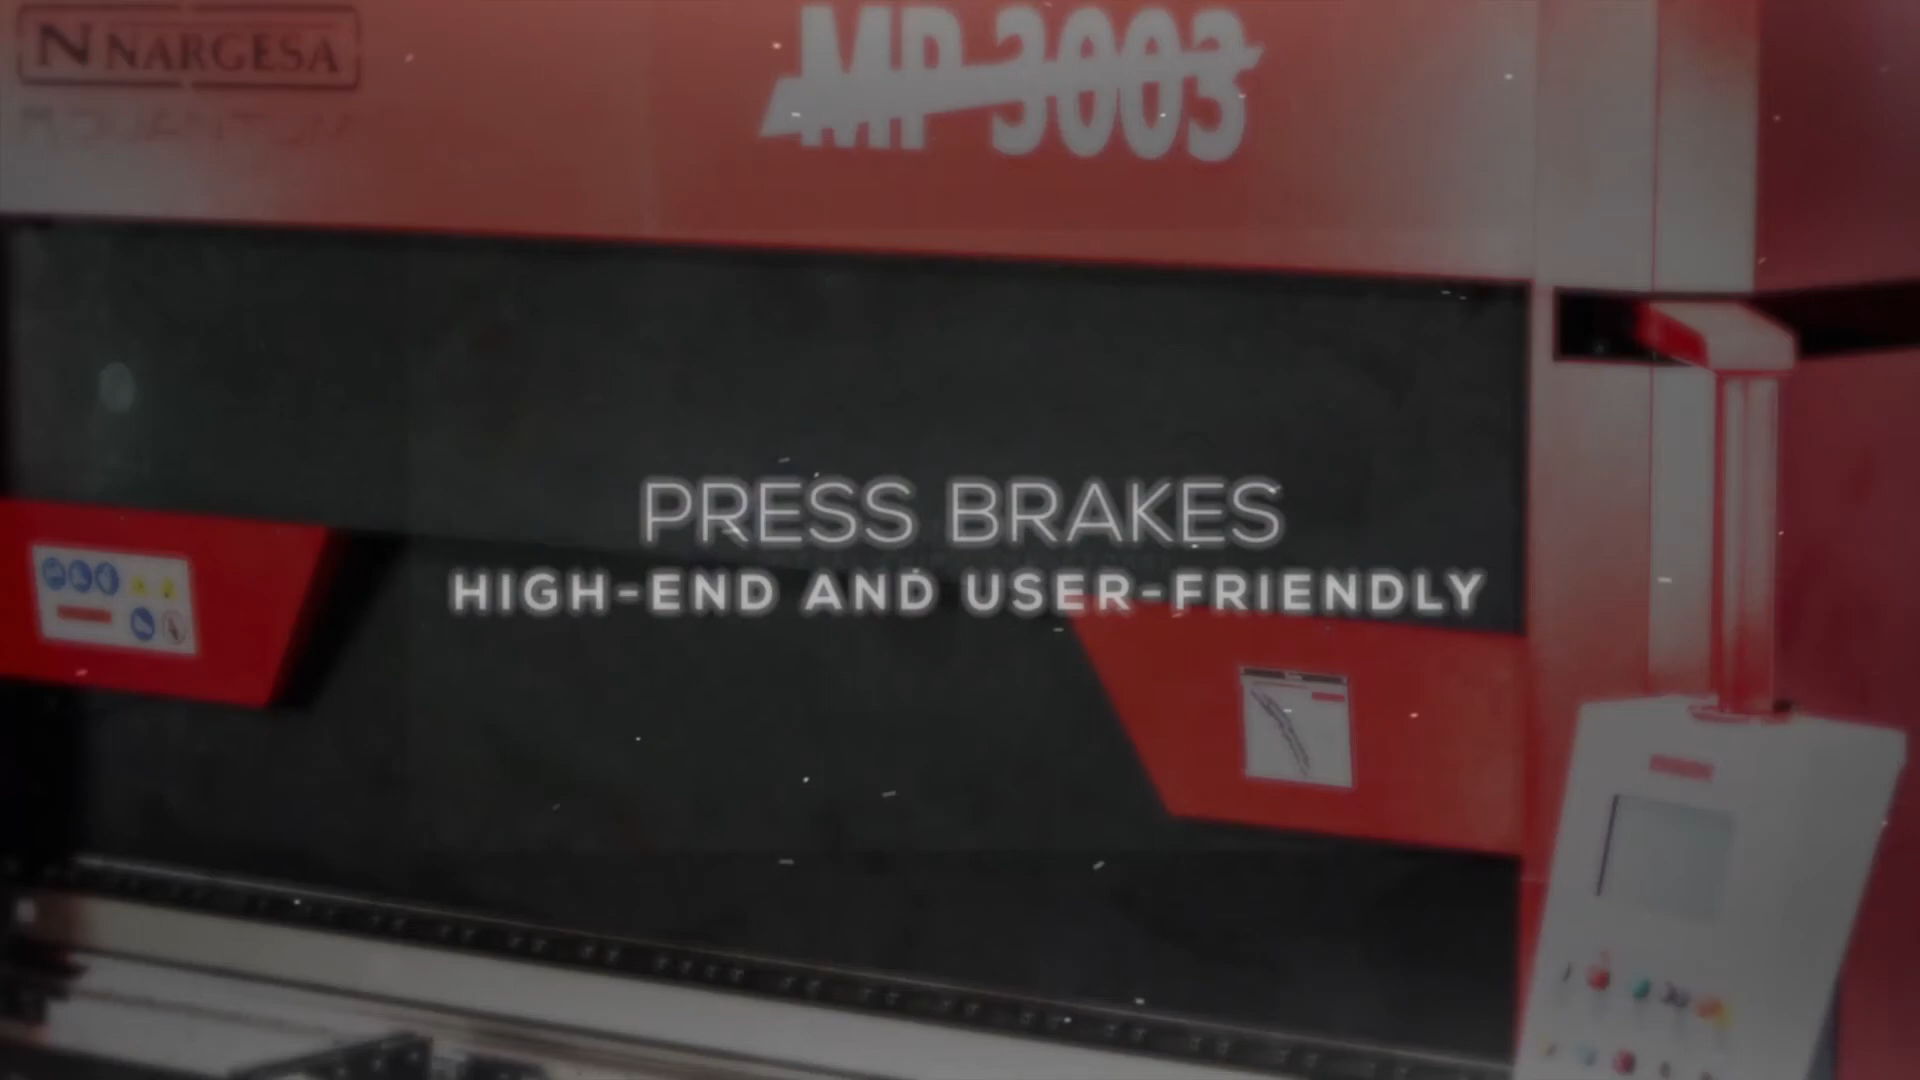 N NARGESA
MP 3003
PRESS BRAKES
HIGH-END AND USER-FRIENDLY